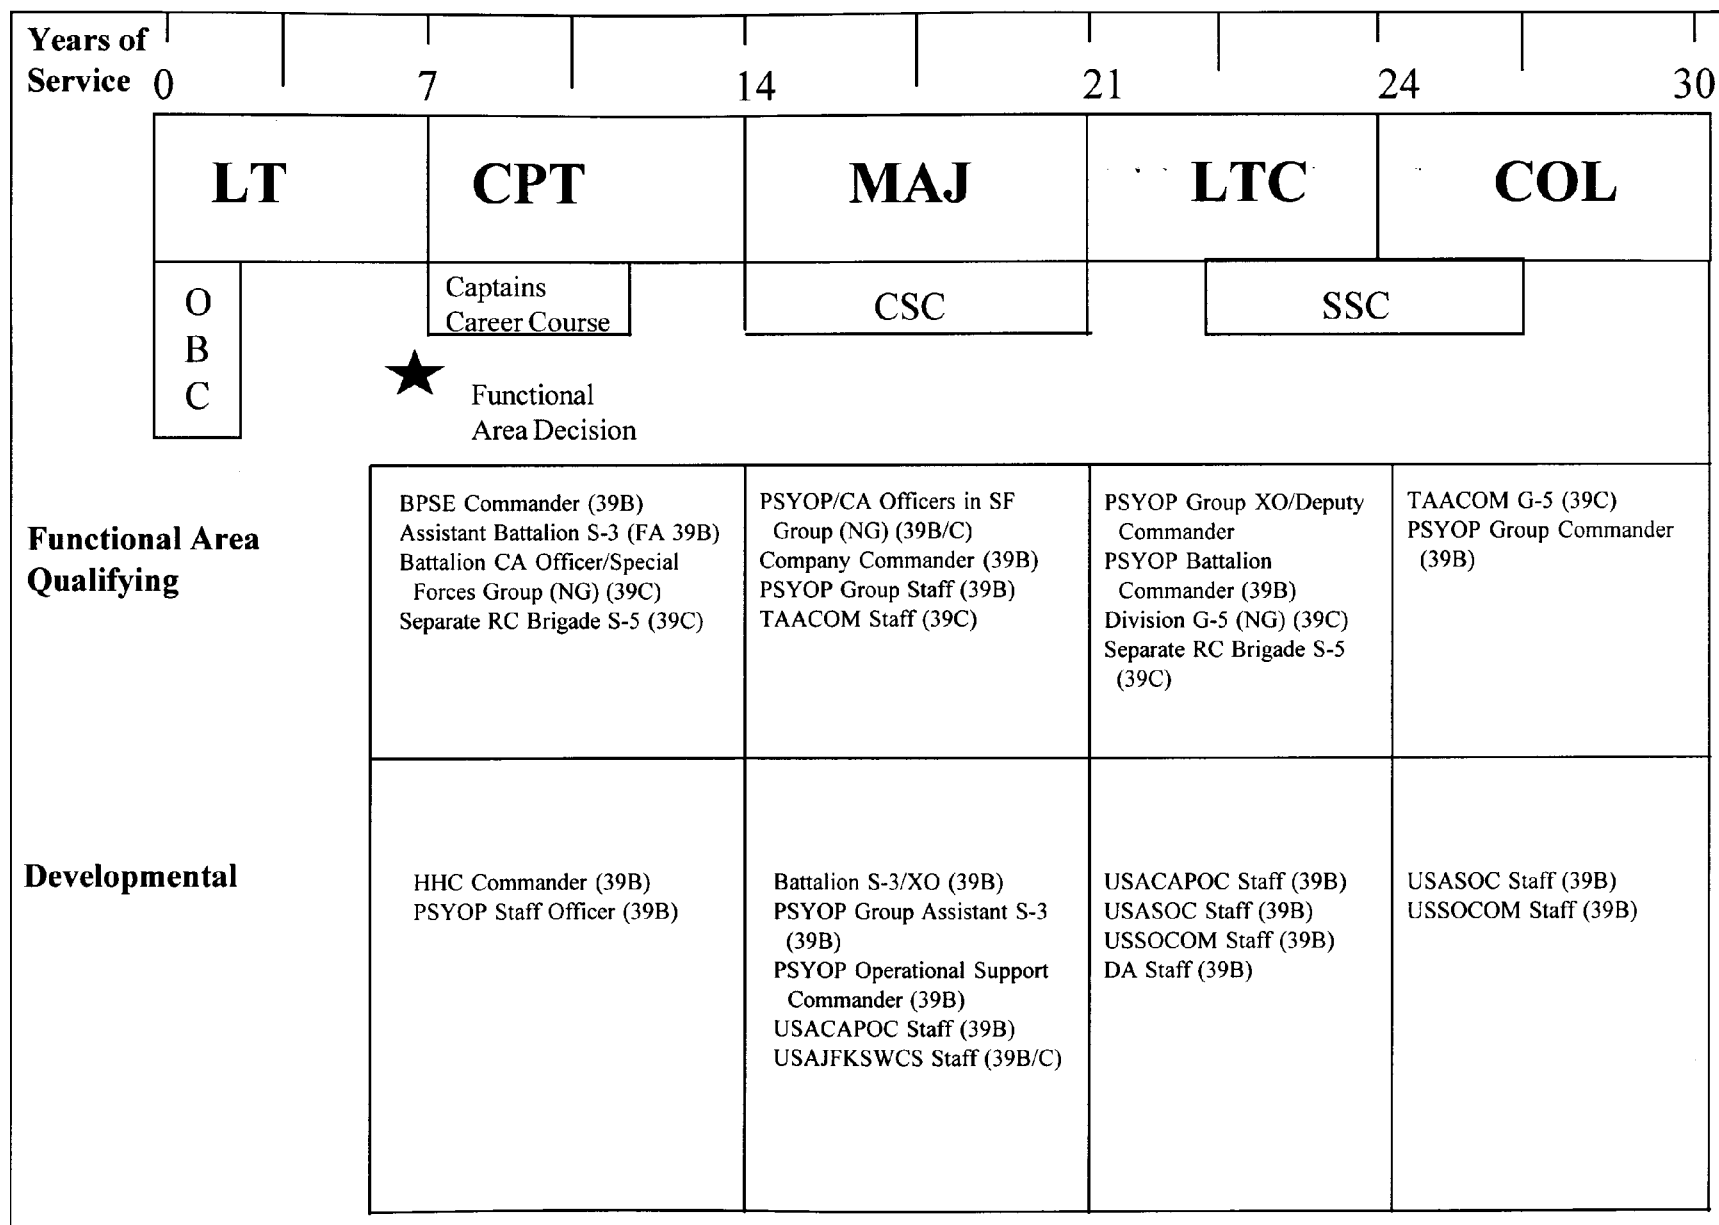 Years of
Service 0 7 14 21 24 30
LT CPT MAJ LTC COL
O
B
C
Captains
Career Course
CSC
SSC
Functional
Area Decision
Functional Area
Qualifying
BPSE Commander (39B)
Assistant Battalion S-3 (FA 39B)
Battalion CA Officer/Special
Forces Group (NG) (39C)
Separate RC Brigade S-5 (39C)
PSYOP/CA Officers in SF
Group (NG) (39B/C)
Company Commander (39B)
PSYOP Group Staff (39B)
TAACOM Staff (39C)
PSYOP Group XO/Deputy
Commander
PSYOP Battalion
Commander (39B)
Division G-5 (NG) (39C)
Separate RC Brigade S-5
(39C)
TAACOM G-5 (39C)
PSYOP Group Commander
(39B)
Developmental
HHC Commander (39B)
PSYOP Staff Officer (39B)
Battalion S-3/XO (39B)
PSYOP Group Assistant S-3
(39B)
PSYOP Operational Support
Commander (39B)
USACAPOC Staff (39B)
USAJFKSWCS Staff (39B/C)
USACAPOC Staff (39B)
USASOC Staff (39B)
USSOCOM Staff (39B)
DA Staff (39B)
USASOC Staff (39B)
USSOCOM Staff (39B)